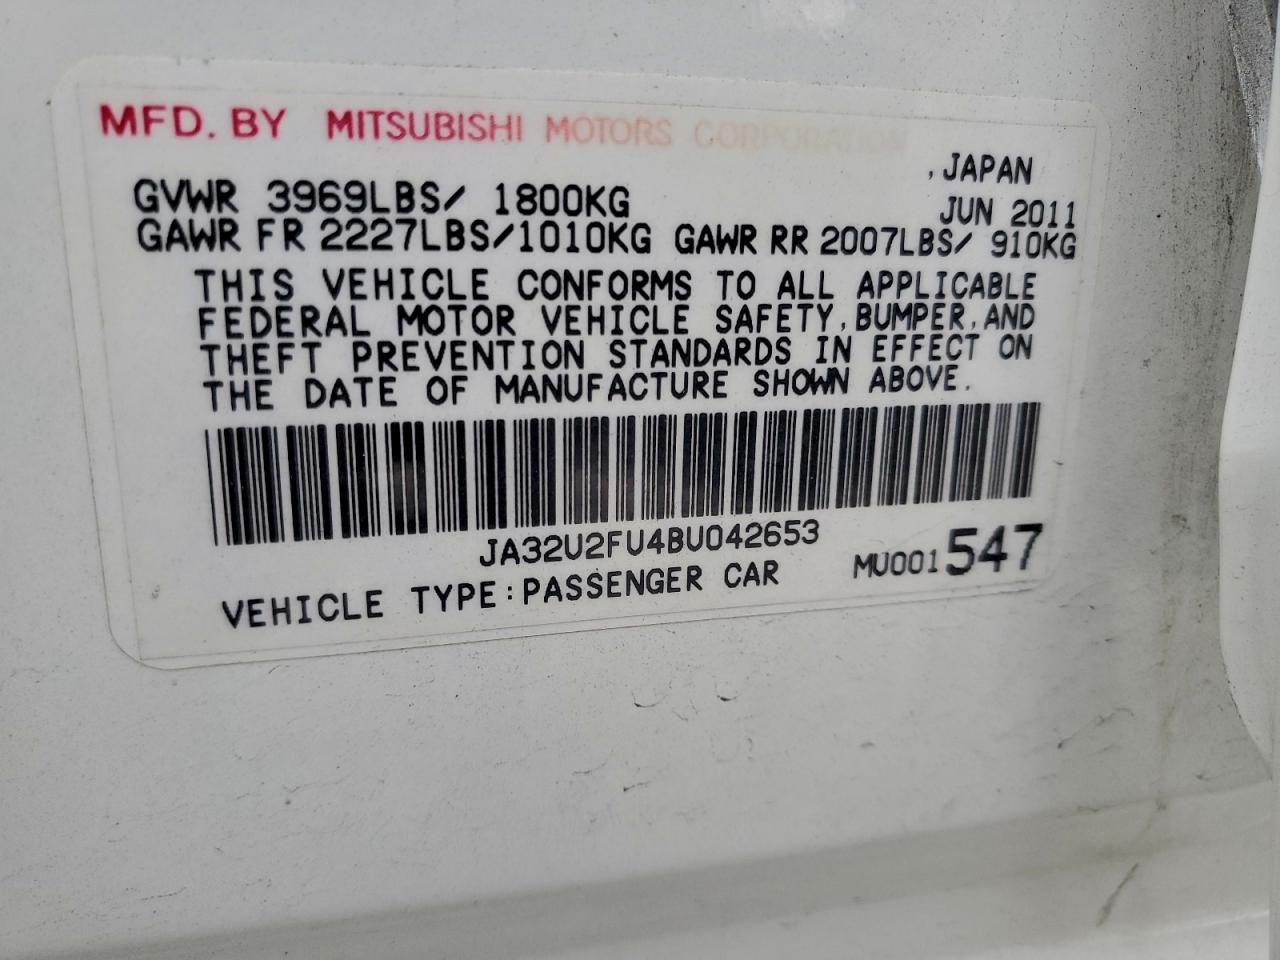 MFD. BY MITSUBISHI MOTORS CORPORATION
, JAPAN
GVWR 3969LBS/ 1800KG JUN 2011
GAWR FR 2227LBS/1010KG GAWR RR 2007LBS/ 910KG
THIS VEHICLE CONFORMS TO ALL APPLICABLE
FEDERAL MOTOR VEHICLE SAFETY, BUMPER, AND
THEFT PREVENTION STANDARDS IN EFFECT ON
THE DATE OF MANUFACTURE SHOWN ABOVE.
JA32U2FU4BU042653
VEHICLE TYPE:PASSENGER CAR MU001547